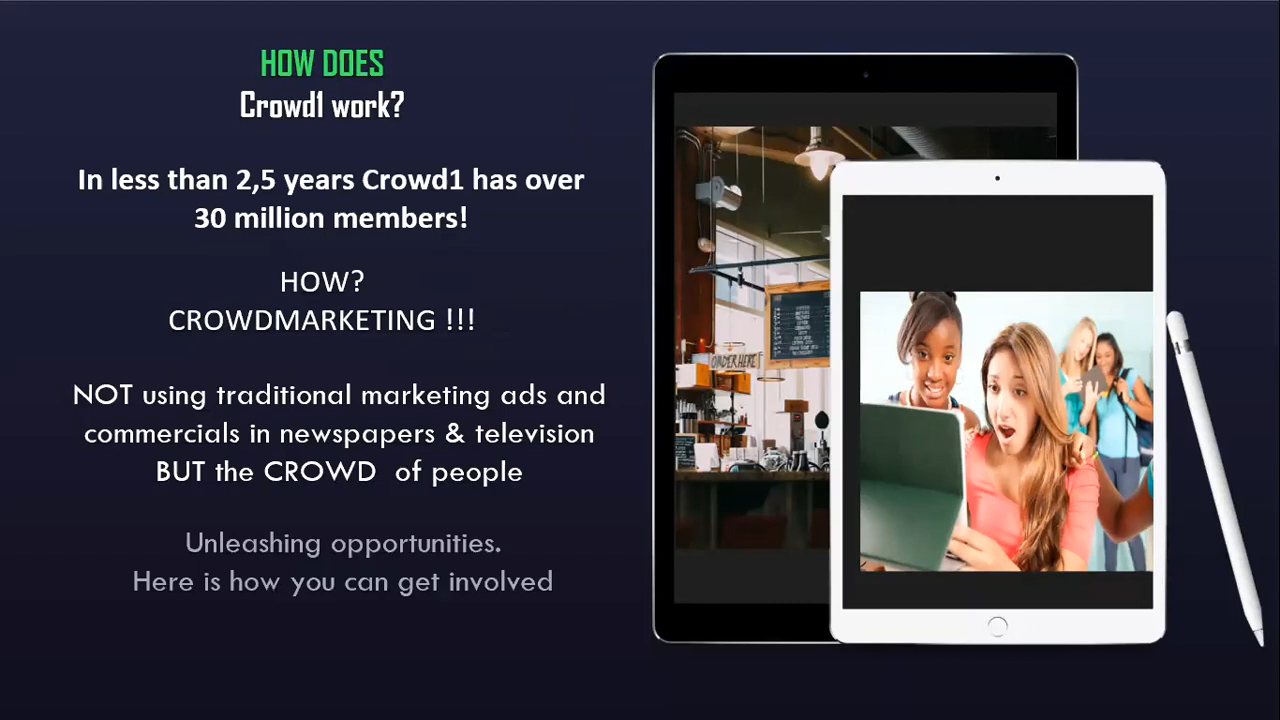 HOW DOES
Crowd1 work?
In less than 2,5 years Crowd1 has over
30 million members!
HOW?
CROWDMARKETING !!!
NOT using traditional marketing ads and
commercials in newspapers & television
BUT the CROWD of people
Unleashing opportunities.
Here is how you can get involved
ORDER HERE